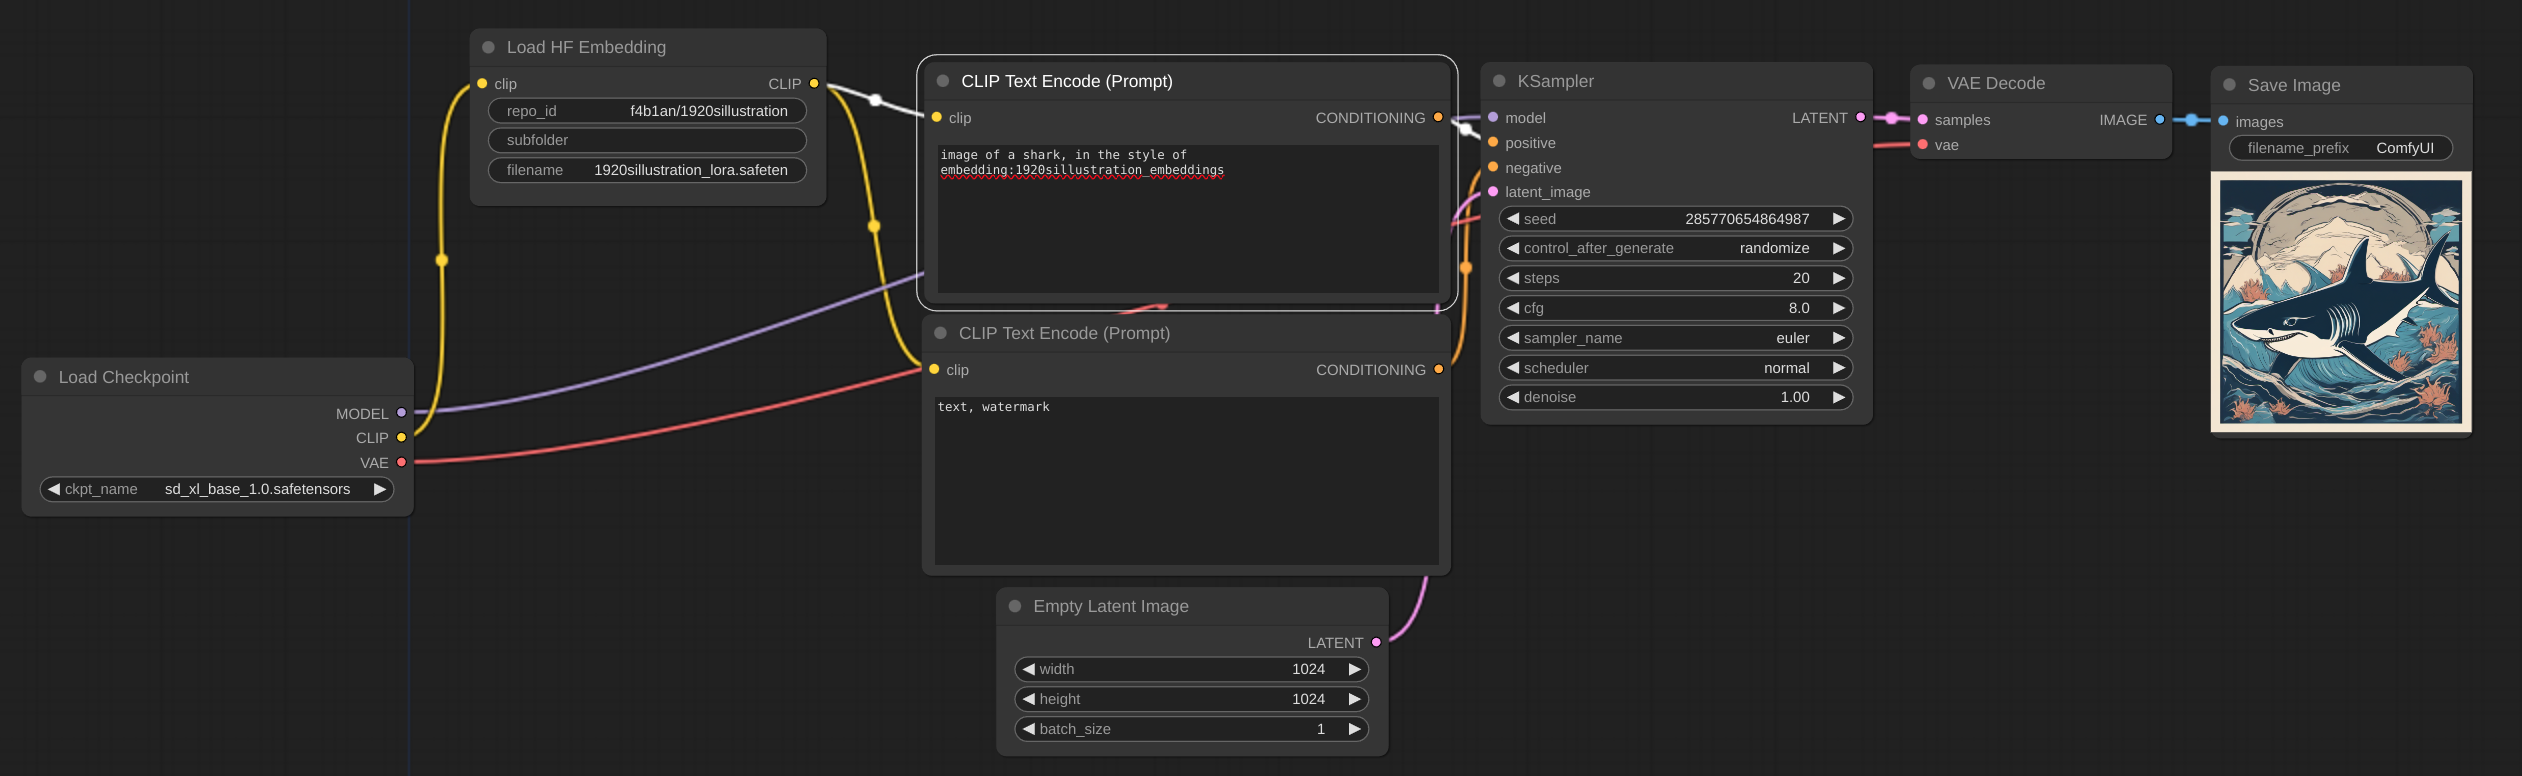 Load HF Embedding
clip CLIP
repo_id f4b1an/1920sillustration
subfolder
filename 1920sillustration_lora.safeten
Load Checkpoint
MODEL
CLIP
VAE
ckpt_name sd_xl_base_1.0.safetensors
CLIP Text Encode (Prompt)
clip CONDITIONING
image of a shark, in the style of
embedding:1920sillustration_embeddings
CLIP Text Encode (Prompt)
clip CONDITIONING
text, watermark
Empty Latent Image
LATENT
width 1024
height 1024
batch_size 1
KSampler
model LATENT
positive
negative
latent_image
seed 285770654864987
control_after_generate randomize
steps 20
cfg 8.0
sampler_name euler
scheduler normal
denoise 1.00
VAE Decode
samples IMAGE
vae
Save Image
images
filename_prefix ComfyUI